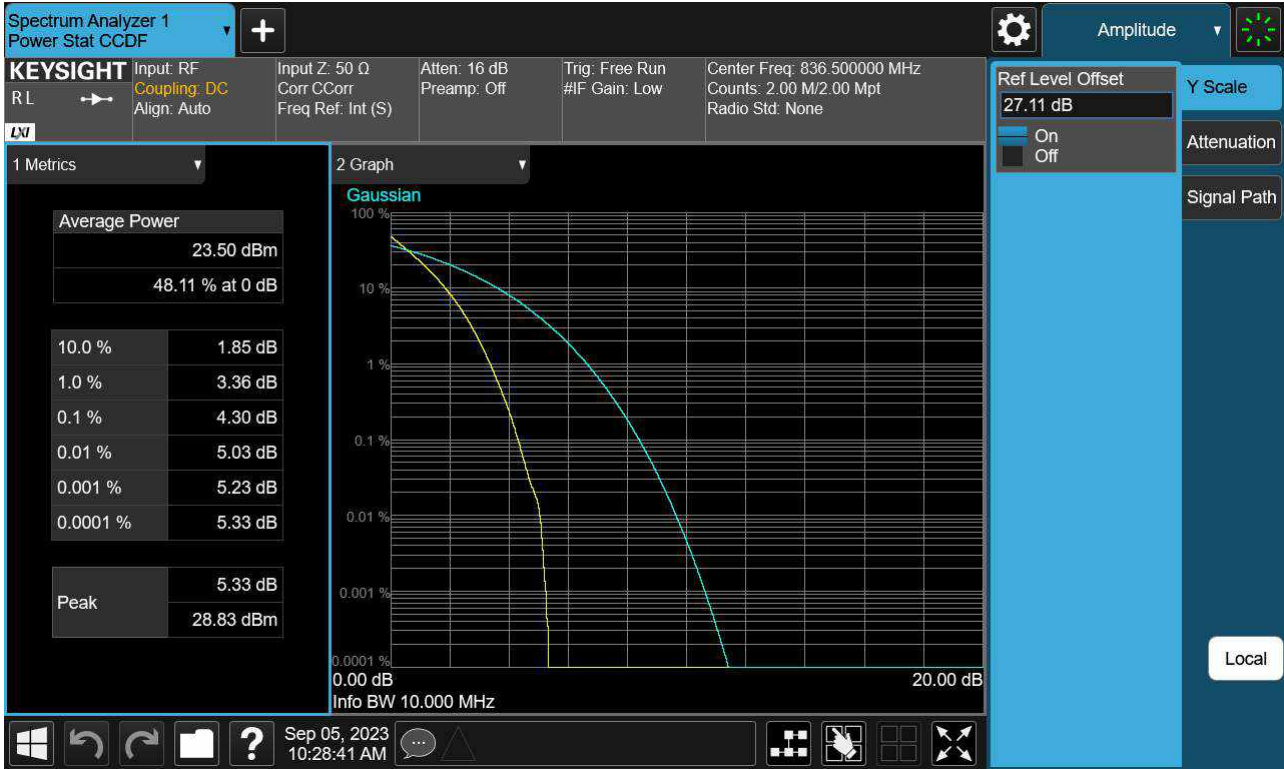 Spectrum Analyzer 1
Power Stat CCDF
+
Amplitude
KEYSIGHT
R L
LXI
Input: RF
Coupling: DC
Align: Auto
Input Z: 50 Ω
Corr CCorr
Freq Ref: Int (S)
Atten: 16 dB
Preamp: Off
Trig: Free Run
#IF Gain: Low
Center Freq: 836.500000 MHz
Counts: 2.00 M/2.00 Mpt
Radio Std: None
1 Metrics
Average Power
23.50 dBm
48.11 % at 0 dB
10.0 % 1.85 dB
1.0 % 3.36 dB
0.1 % 4.30 dB
0.01 % 5.03 dB
0.001 % 5.23 dB
0.0001 % 5.33 dB
Peak
5.33 dB
28.83 dBm
2 Graph
Gaussian
100 %
10 %
1 %
0.1 %
0.01 %
0.001 %
0.0001 %
0.00 dB 20.00 dB
Info BW 10.000 MHz
Ref Level Offset
27.11 dB
On
Off
Y Scale
Attenuation
Signal Path
Local
?
Sep 05, 2023
10:28:41 AM